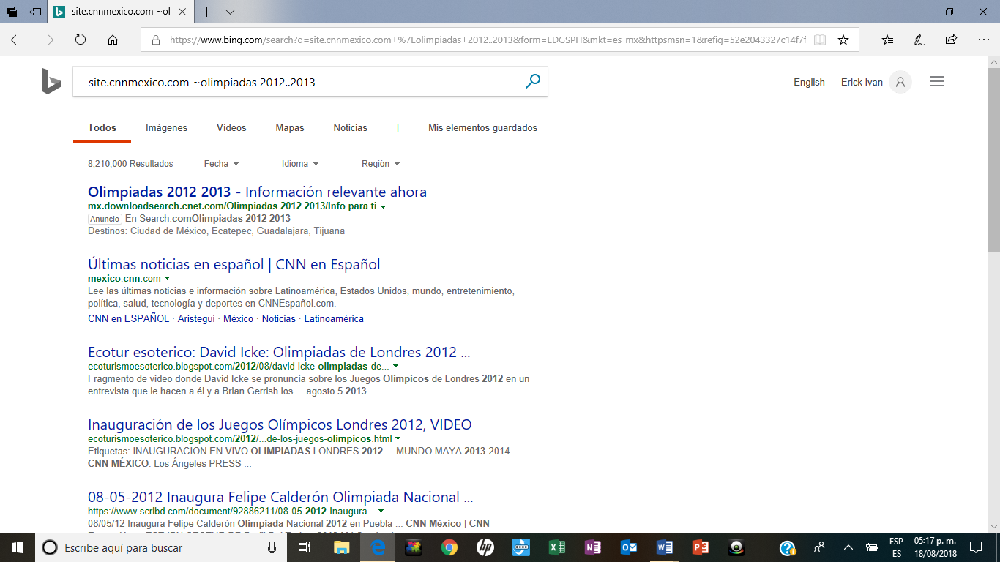 site.cnnmexico.com ~ol
https://www.bing.com/search?q=site.cnnmexico.com+%7Eolimpiadas+2012..2013&form=EDGSPH&mkt=es-mx&httpsmsn=1&refig=52e2043327c14f7f
site.cnnmexico.com ~olimpiadas 2012..2013
English Erick Ivan
Todos Imágenes Vídeos Mapas Noticias | Mis elementos guardados
8,210,000 Resultados Fecha Idioma Región
Olimpiadas 2012 2013 - Información relevante ahora
mx.downloadsearch.cnet.com/Olimpiadas 2012 2013/Info para ti
Anuncio En Search.comOlimpiadas 2012 2013
Destinos: Ciudad de México, Ecatepec, Guadalajara, Tijuana
Últimas noticias en español | CNN en Español
mexico.cnn.com
Lee las últimas noticias e información sobre Latinoamérica, Estados Unidos, mundo, entretenimiento,
política, salud, tecnología y deportes en CNNEspañol.com.
CNN en ESPAÑOL · Aristegui · México · Noticias · Latinoamérica
Ecotur esoterico: David Icke: Olimpiadas de Londres 2012 ...
ecoturismoesoterico.blogspot.com/2012/08/david-icke-olimpiadas-de...
Fragmento de video donde David Icke se pronuncia sobre los Juegos Olimpicos de Londres 2012 en un
entrevista que le hacen a él y a Brian Gerrish los ... agosto 5 2013.
Inauguración de los Juegos Olímpicos Londres 2012, VIDEO
ecoturismoesoterico.blogspot.com/2012/...de-los-juegos-olimpicos.html
Etiquetas: INAUGURACION EN VIVO OLIMPIADAS LONDRES 2012 ... MUNDO MAYA 2013-2014. ...
CNN MÉXICO. Los Ángeles PRESS ...
08-05-2012 Inaugura Felipe Calderón Olimpiada Nacional ...
https://www.scribd.com/document/92886211/08-05-2012-Inaugura...
08/05/12 Inaugura Felipe Calderón Olimpiada Nacional 2012 en Puebla ... CNN México | CNN
Escribe aquí para buscar
hp
ESP
ES
05:17 p. m.
18/08/2018